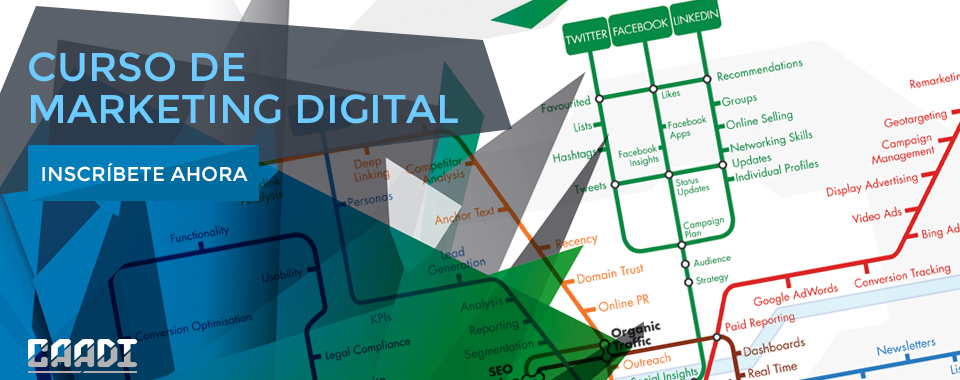 CURSO DE
MARKETING DIGITAL
INSCRÍBETE AHORA
CAADI
TWITTER
FACEBOOK
LINKEDIN
Favourited
Lists
Hashtags
Tweets
Likes
Facebook
Apps
Facebook
Insights
Status
Updates
Campaign
Plan
Recommendations
Groups
Online Selling
Networking Skills
Updates
Individual Profiles
Audience
Strategy
Remarketin
Geotargeting
Campaign
Management
Display Advertising
Video Ads
Bing Ad
Conversion Tracking
Google AdWords
Paid Reporting
Dashboards
Real Time
Newsletters
Deep
Linking
Competitor
Analysis
Analysis
Personas
Anchor Text
Recency
Domain Trust
Online PR
Organic
Traffic
Outreach
Social Insights
SEO
Functionality
Usability
Conversion Optimisation
Lead
Generation
KPIs
Legal Compliance
Analysis
Reporting
Segmentation